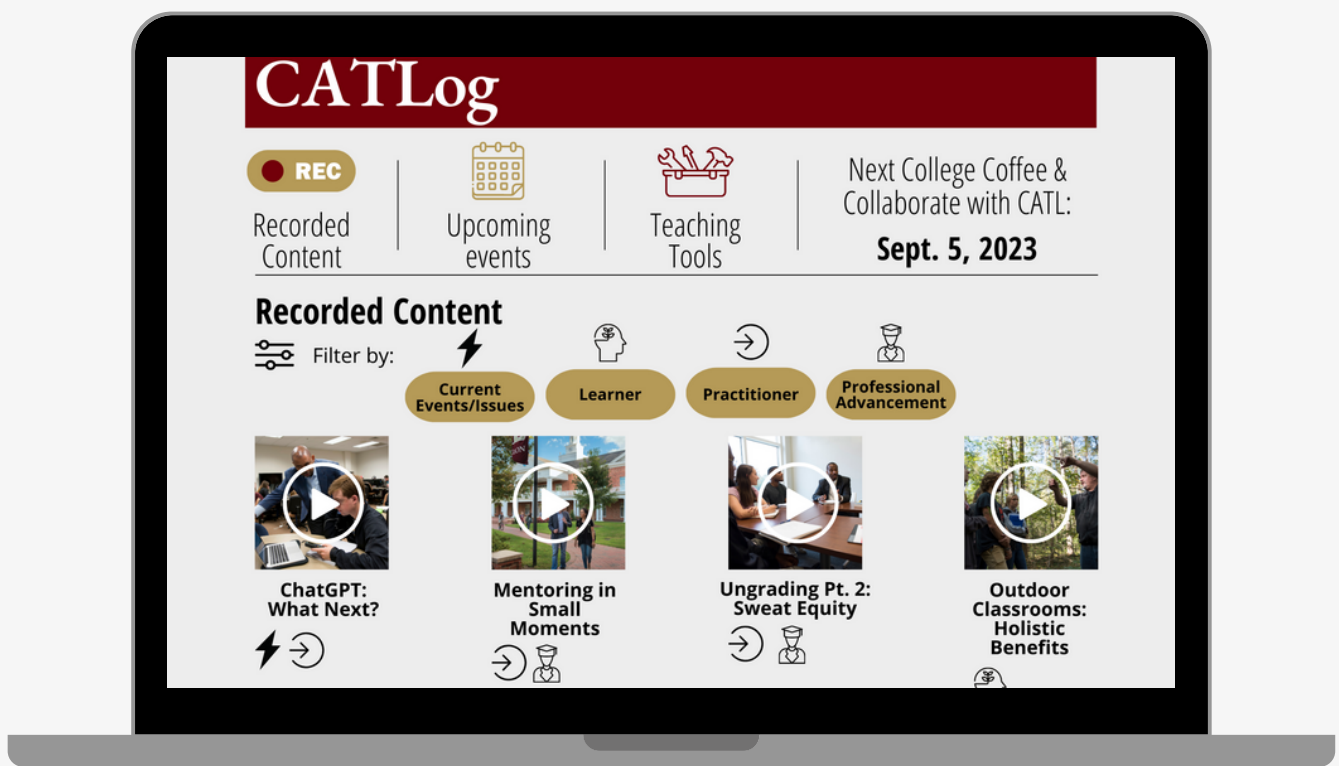 CATLog
REC
Recorded
Content
Upcoming
events
Teaching
Tools
Next College Coffee &
Collaborate with CATL:
Sept. 5, 2023
Recorded Content
Filter by:
Current
Events/Issues
Learner
Practitioner
Professional
Advancement
ChatGPT:
What Next?
Mentoring in
Small
Moments
Ungrading Pt. 2:
Sweat Equity
Outdoor
Classrooms:
Holistic
Benefits